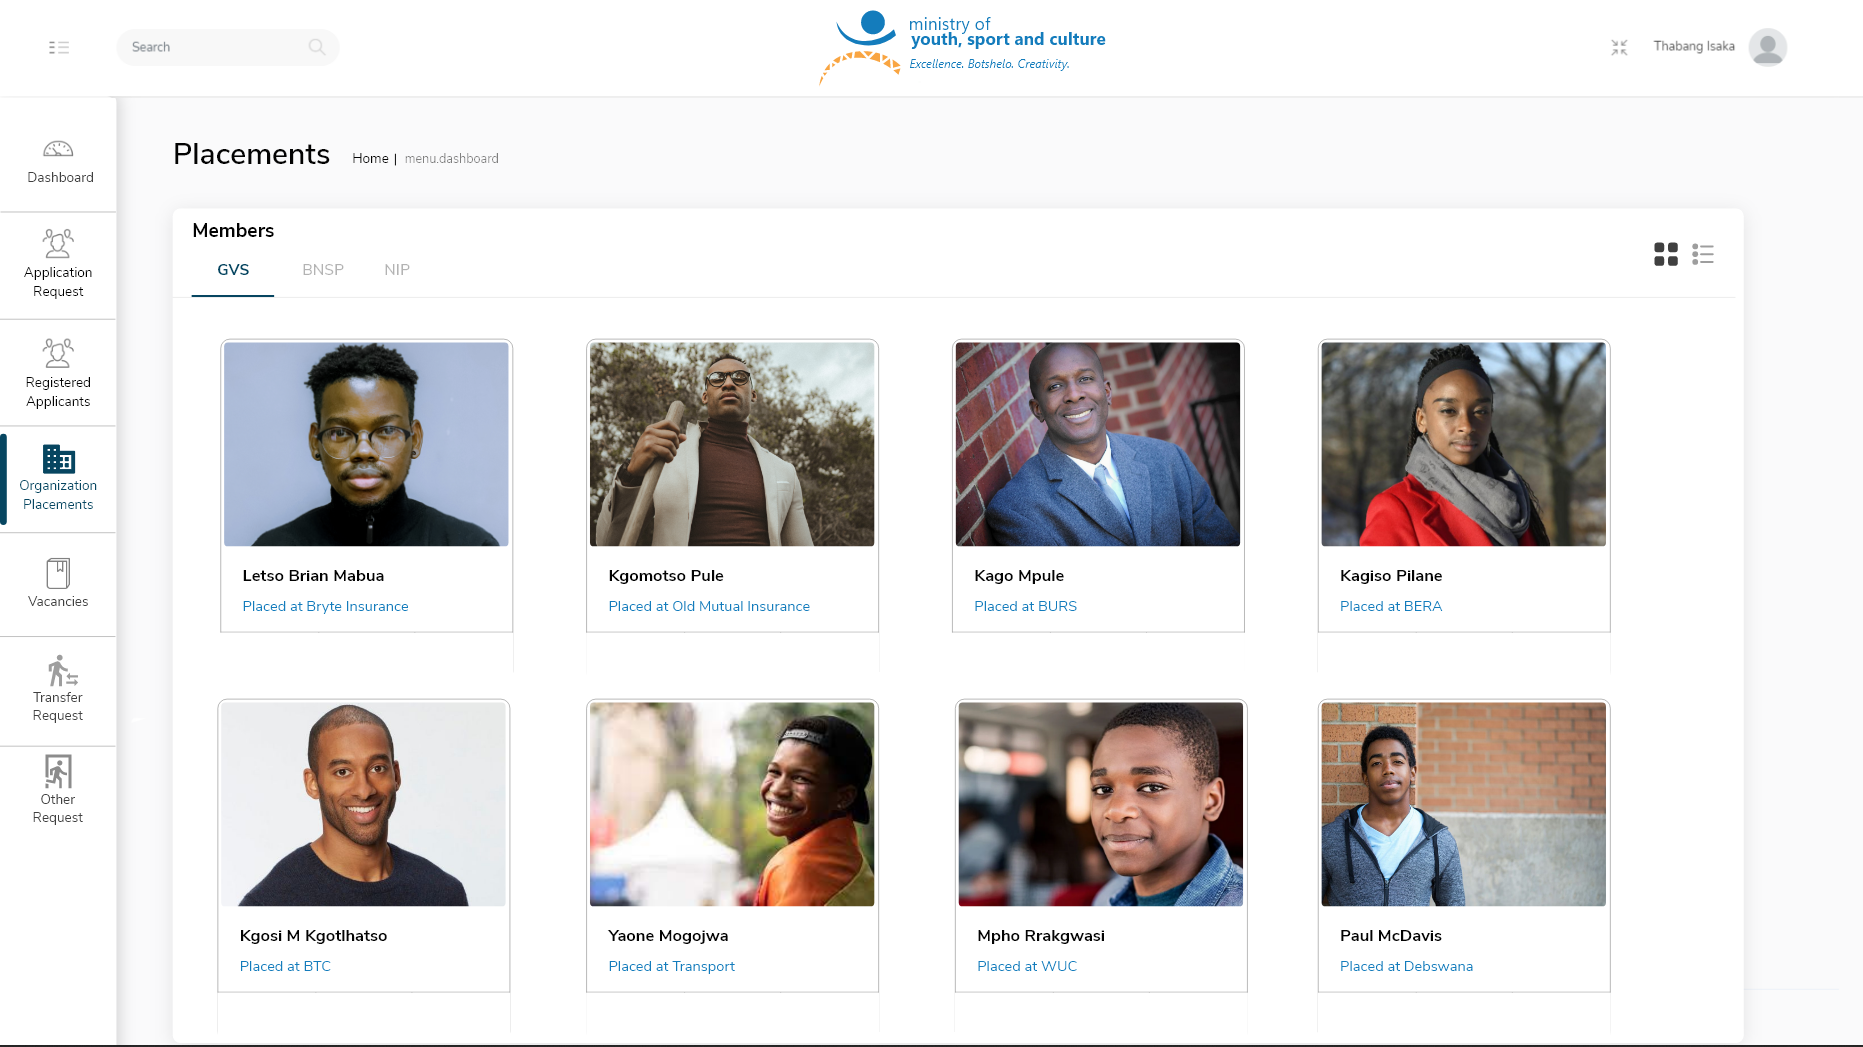 Search
ministry of
youth, sport and culture
Excellence. Botshelo. Creativity.
Thabang Isaka
Dashboard
Application
Request
Registered
Applicants
Organization
Placements
Vacancies
Transfer
Request
Other
Request
Placements
Home | menu.dashboard
Members
GVS BNSP NIP
Letso Brian Mabua
Placed at Bryte Insurance
Kgomotso Pule
Placed at Old Mutual Insurance
Kago Mpule
Placed at BURS
Kagiso Pilane
Placed at BERA
Kgosi M Kgotlhatso
Placed at BTC
Yaone Mogojwa
Placed at Transport
Mpho Rrakgwasi
Placed at WUC
Paul McDavis
Placed at Debswana